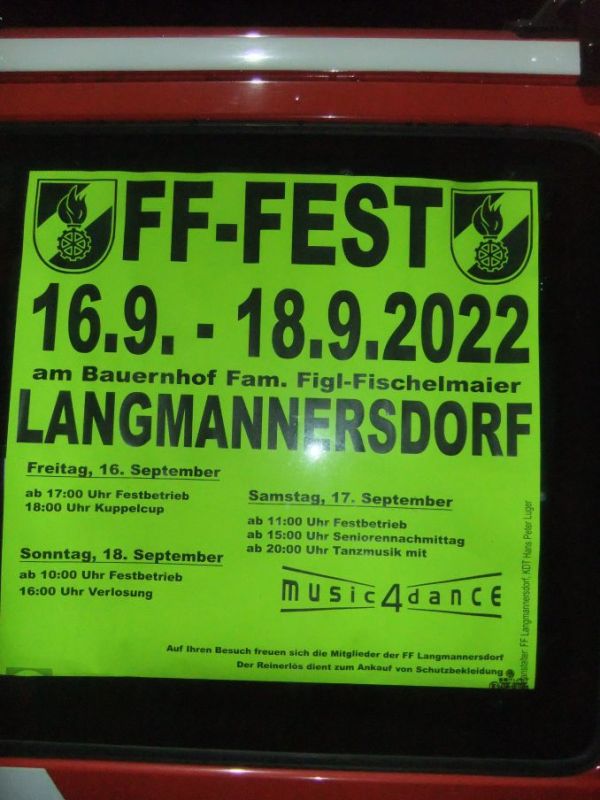 FF-FEST
16.9. - 18.9.2022
am Bauernhof Fam. Figl-Fischelmaier
LANGMANNERSDORF
Freitag, 16. September
ab 17:00 Uhr Festbetrieb
18:00 Uhr Kuppelcup
Samstag, 17. September
ab 11:00 Uhr Festbetrieb
ab 15:00 Uhr Seniorennachmittag
ab 20:00 Uhr Tanzmusik mit
music4dance
Sonntag, 18. September
ab 10:00 Uhr Festbetrieb
16:00 Uhr Verlosung
Auf Ihren Besuch freuen sich die Mitglieder der FF Langmannersdorf
Der Reinerlös dient zum Ankauf von Schutzbekleidung
FF Langmannersdorf, KDT Hans Peter Luger